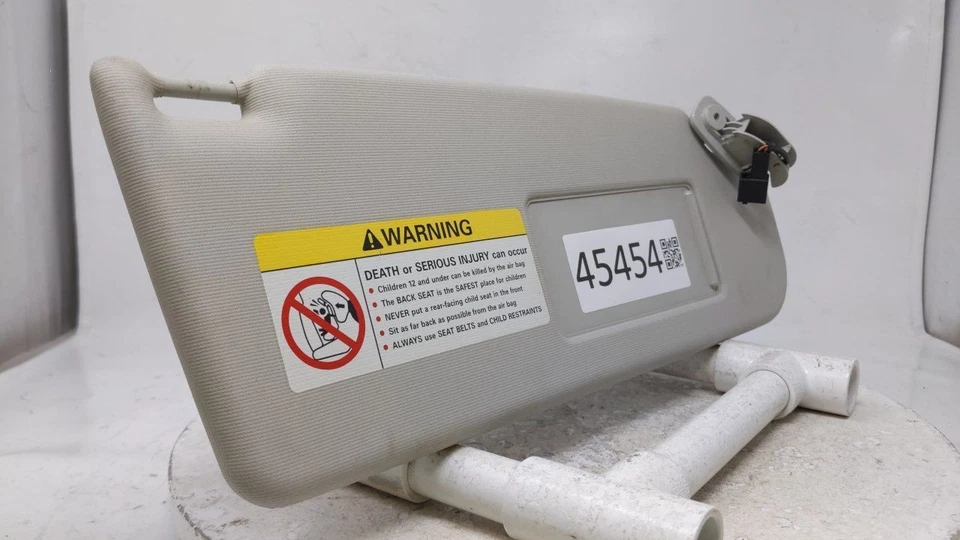 WARNING
DEATH or SERIOUS INJURY can occur
• Children 12 and under can be killed by the air bag
• The BACK SEAT is the SAFEST place for children
• NEVER put a rear-facing child seat in the front
• Sit as far back as possible from the air bag
• ALWAYS use SEAT BELTS and CHILD RESTRAINTS
45454